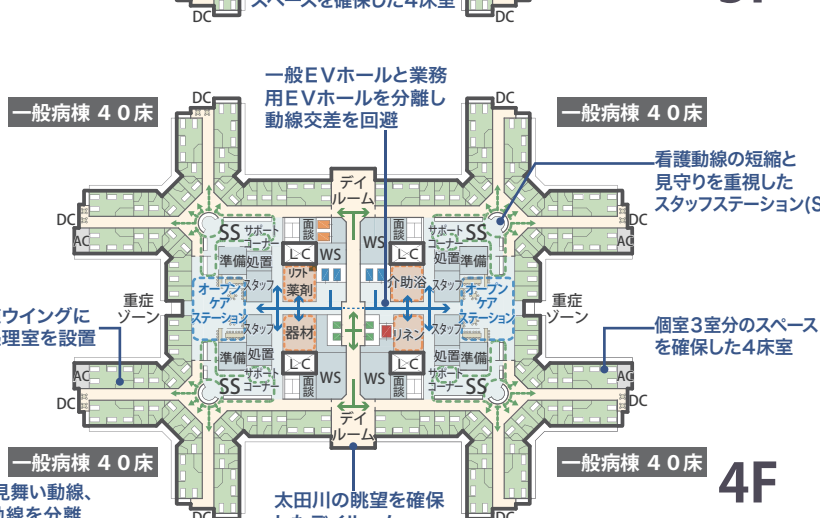 スペースを確保した4床室
DC
DC
一般EVホールと業務
用EVホールを分離し
動線交差を回避
DC
DC
一般病棟 40床
一般病棟 40床
看護動線の短縮と
見守りを重視した
スタッフステーション(S
デイ
ルーム
DC
AC
DC
AC
SS
サポート
コーナー
面談
WS
面談
サポート
コーナー
SS
準備
処置
LC
WS
LC
処置
準備
リフト
薬剤
介助浴
オープン
ケア
ステーション
スタッフ
スタッフ
オープン
ケア
ステーション
重症
ゾーン
重症
ゾーン
ウイングに
理室を設置
スタッフ
器材
リネン
スタッフ
個室3室分のスペース
を確保した4床室
準備
処置
LC
WS
LC
処置
準備
SS
サポート
コーナー
面談
WS
面談
サポート
コーナー
SS
AC
DC
AC
DC
デイ
ルーム
一般病棟 40床
一般病棟 40床
4F
見舞い動線、
動線を分離
太田川の眺望を確保
DC
DC